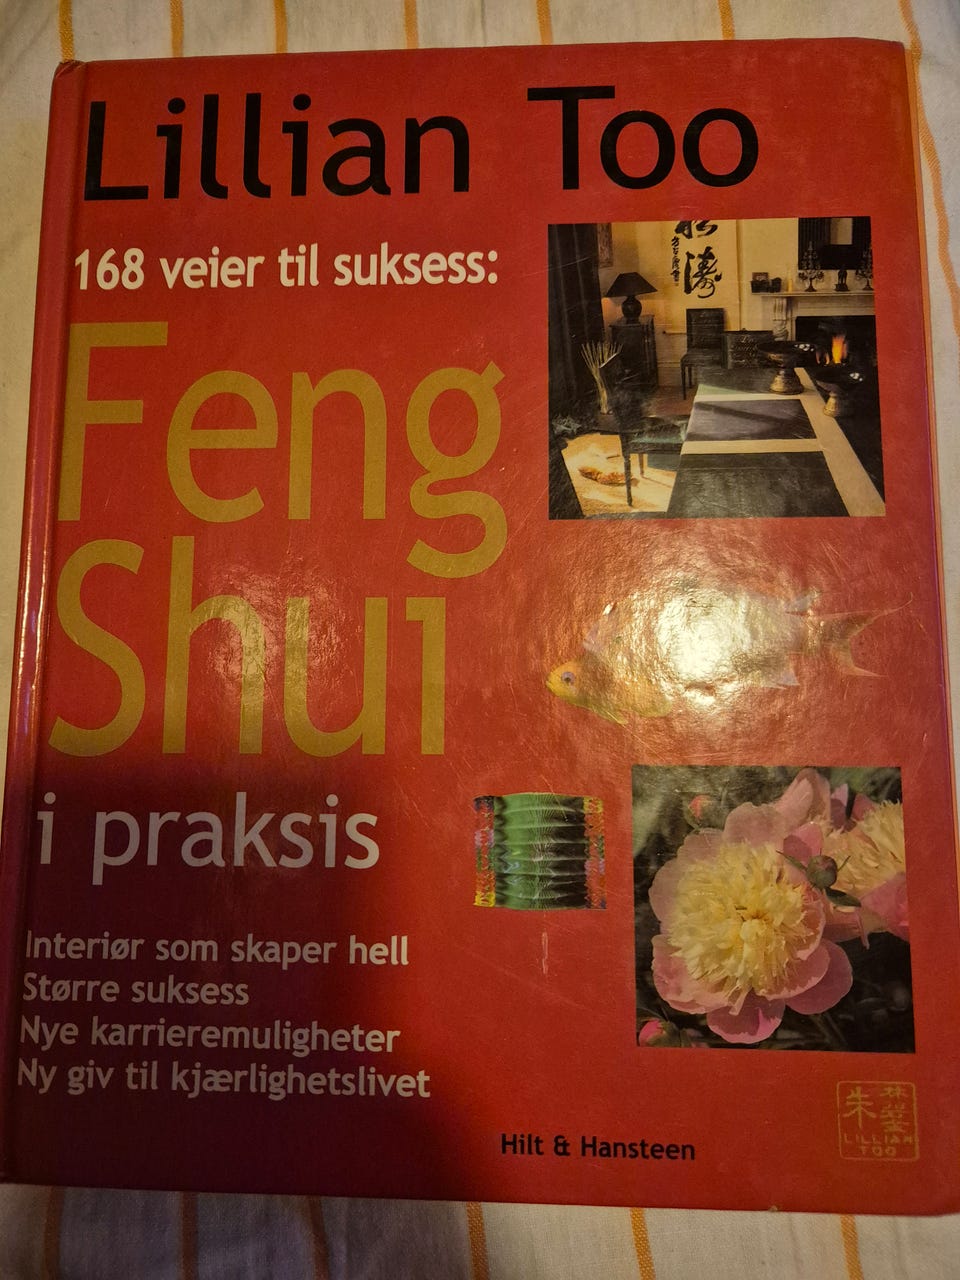 Lillian Too
168 veier til suksess:
Feng
Shui
i praksis
Interiør som skaper hell
Større suksess
Nye karrieremuligheter
Ny giv til kjærlighetslivet
Hilt & Hansteen
LILLIAN
TOO